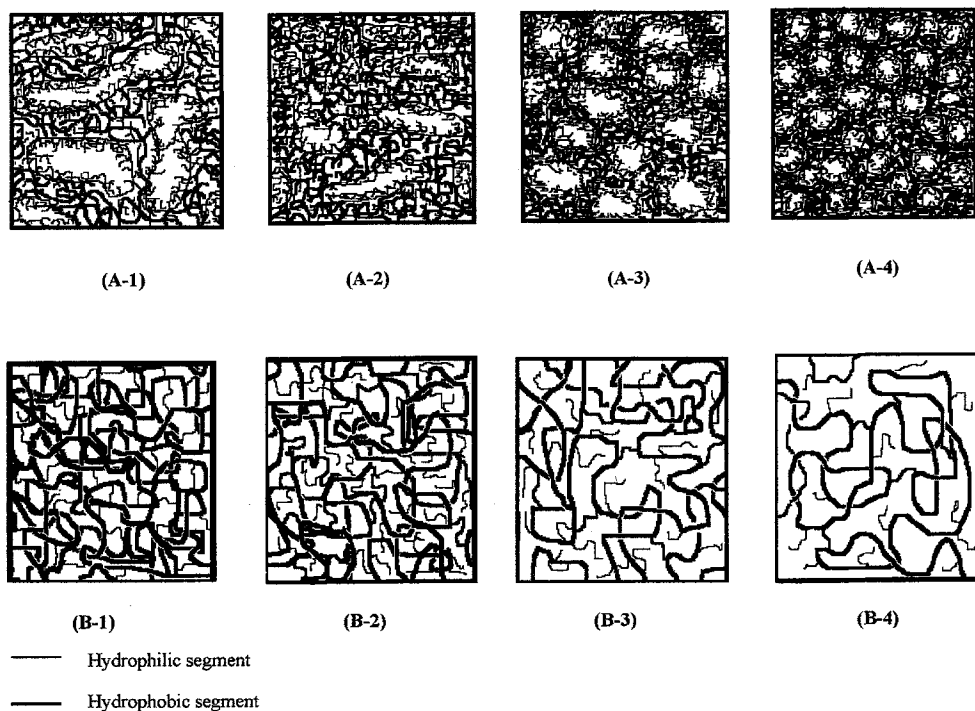 (A-1) (A-2) (A-3) (A-4)
(B-1) (B-2) (B-3) (B-4)
Hydrophilic segment
Hydrophobic segment